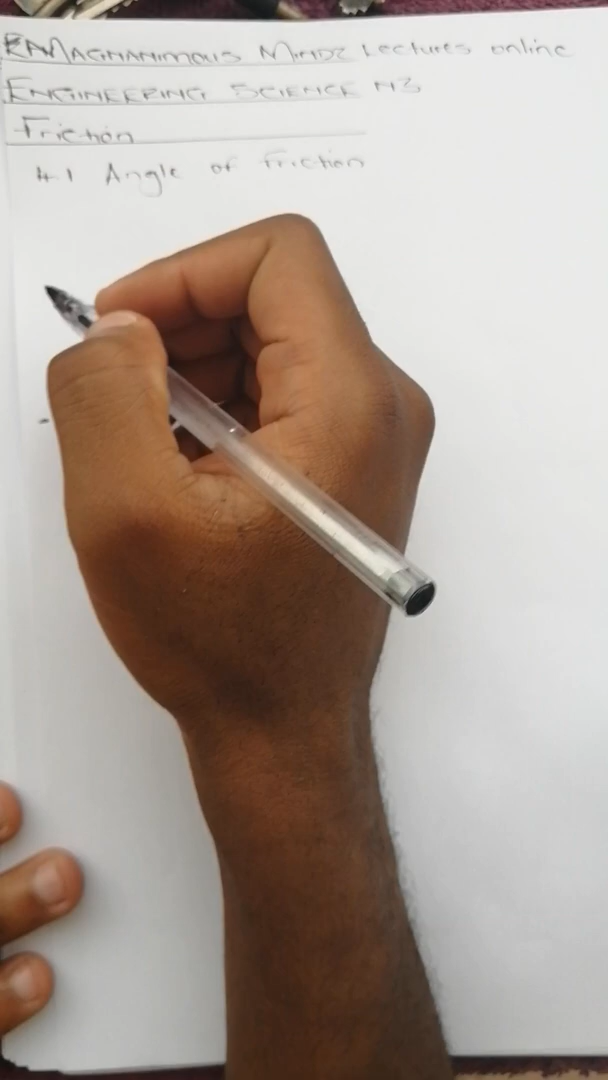 RAMAGNANIMOUS MINDZ Lectures online
ENGINEERING SCIENCE N3
Friction
4.1 Angle of friction